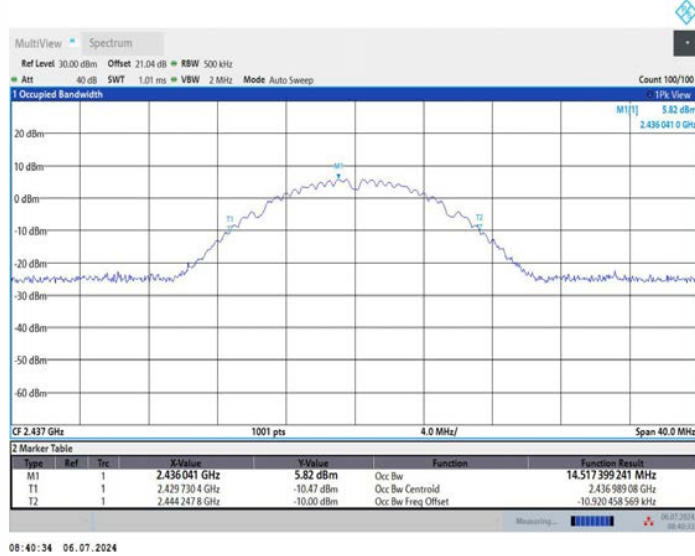 MultiView Spectrum
Ref Level 30.00 dBm Offset 21.04 dB RBW 500 kHz
Att 40 dB SWT 1.01 ms VBW 2 MHz Mode Auto Sweep Count 100/100
1 Occupied Bandwidth 1Pk View
M1[1] 5.82 dBm
2.436 041 0 GHz
20 dBm
10 dBm
M1
0 dBm
T1
T2
-10 dBm
-20 dBm
-30 dBm
-40 dBm
-50 dBm
-60 dBm
CF 2.437 GHz 1001 pts 4.0 MHz/ Span 40.0 MHz
2 Marker Table
Type Ref Trc X-Value Y-Value Function Function Result
M1 1 2.436 041 GHz 5.82 dBm Occ Bw 14.517 399 241 MHz
T1 1 2.429 730 4 GHz -10.47 dBm Occ Bw Centroid 2.436 989 08 GHz
T2 1 2.444 247 8 GHz -10.00 dBm Occ Bw Freq Offset -10.920 458 569 kHz
Measuring... 06.07.2024
08:40:33
08:40:34 06.07.2024